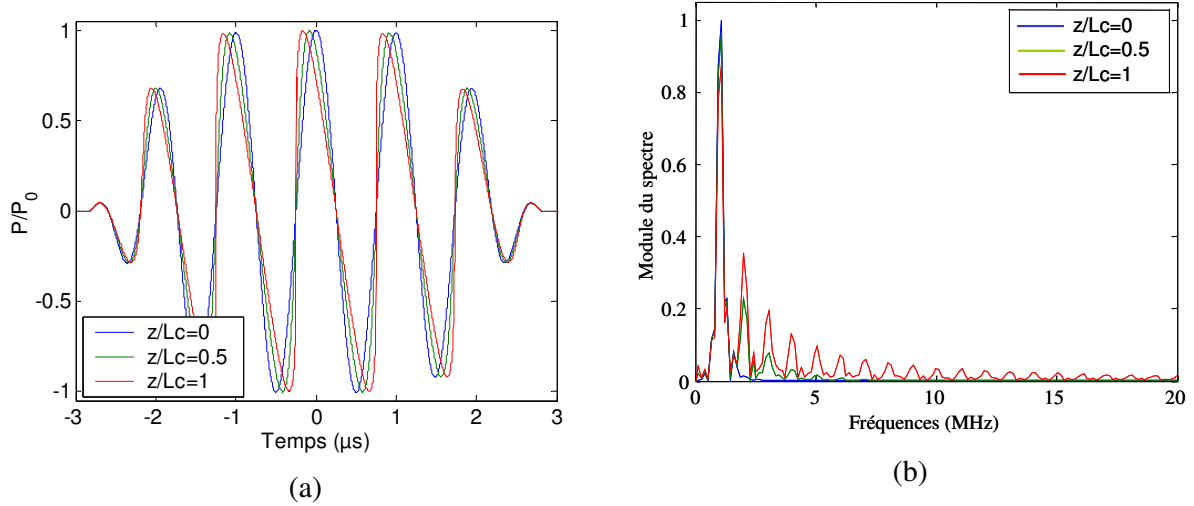 1
0.5
0
-0.5
-1
P/P0
z/Lc=0
z/Lc=0.5
z/Lc=1
-3
-2
-1
0
1
2
3
Temps (µs)
(a)
1
0.8
0.6
0.4
0.2
0
Module du spectre
z/Lc=0
z/Lc=0.5
z/Lc=1
0
5
10
15
20
Fréquences (MHz)
(b)